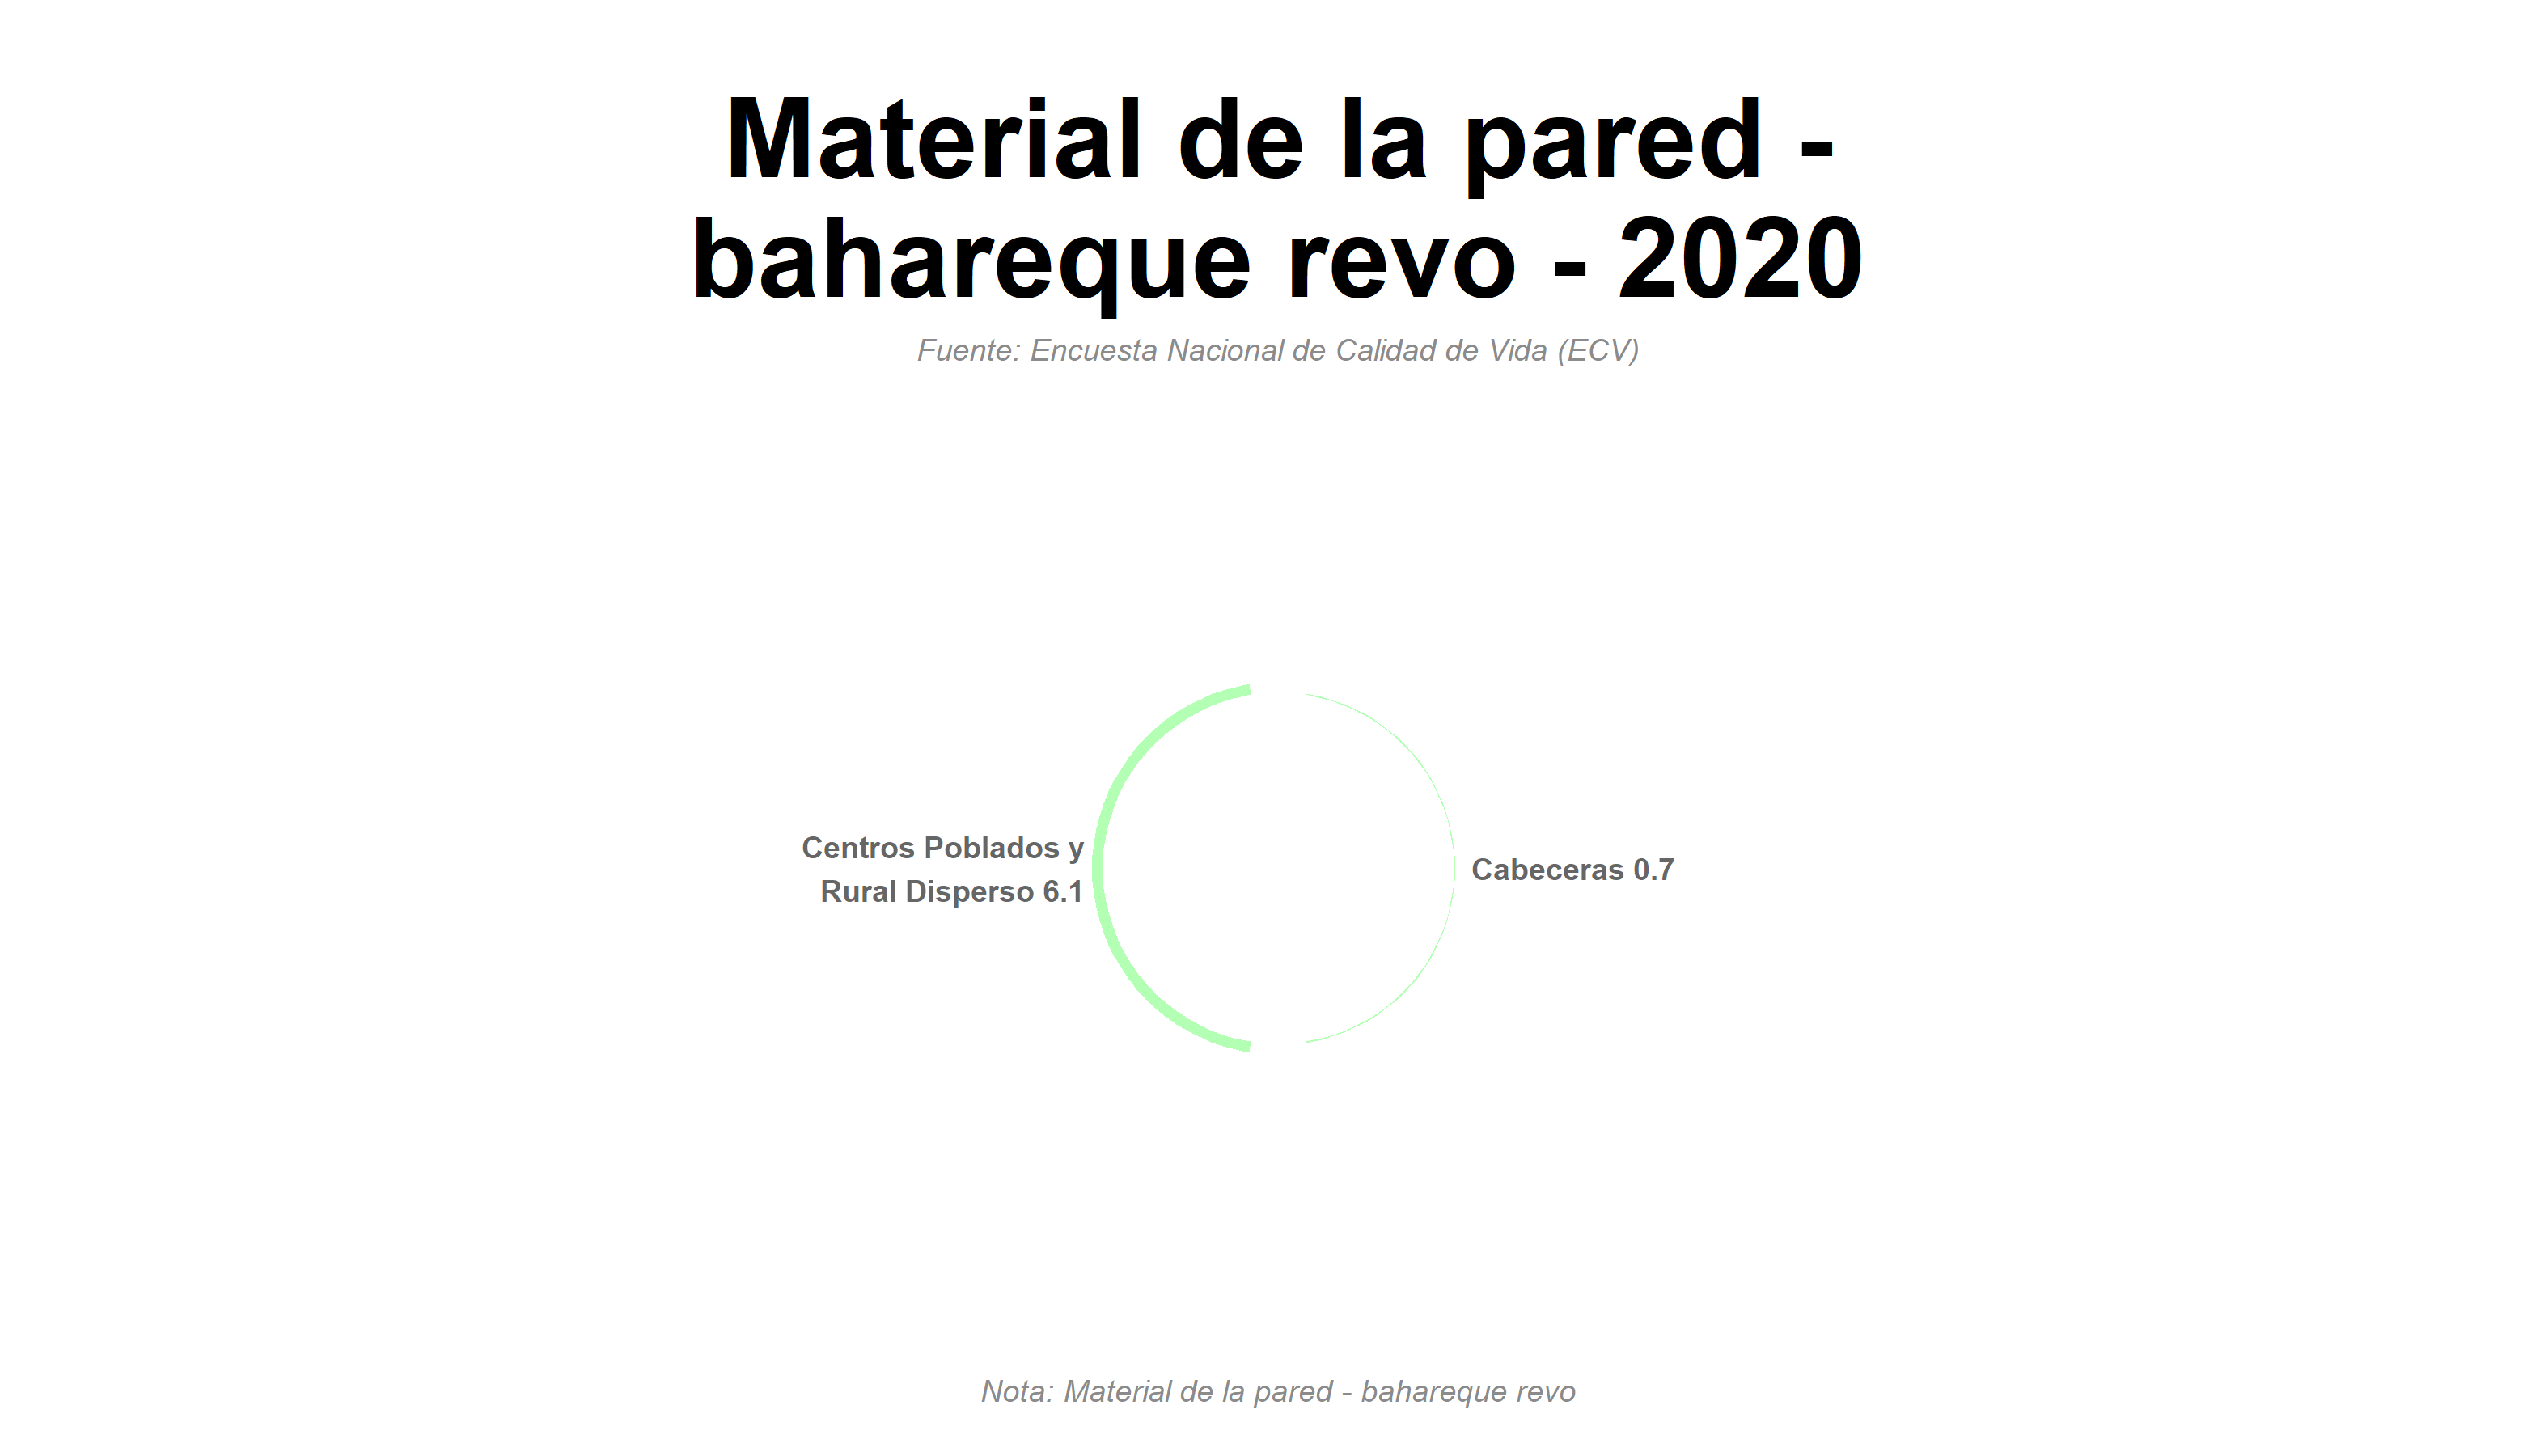 Material de la pared -
bahareque revo - 2020
Fuente: Encuesta Nacional de Calidad de Vida (ECV)
Centros Poblados y
Rural Disperso 6.1
Cabeceras 0.7
Nota: Material de la pared - bahareque revo